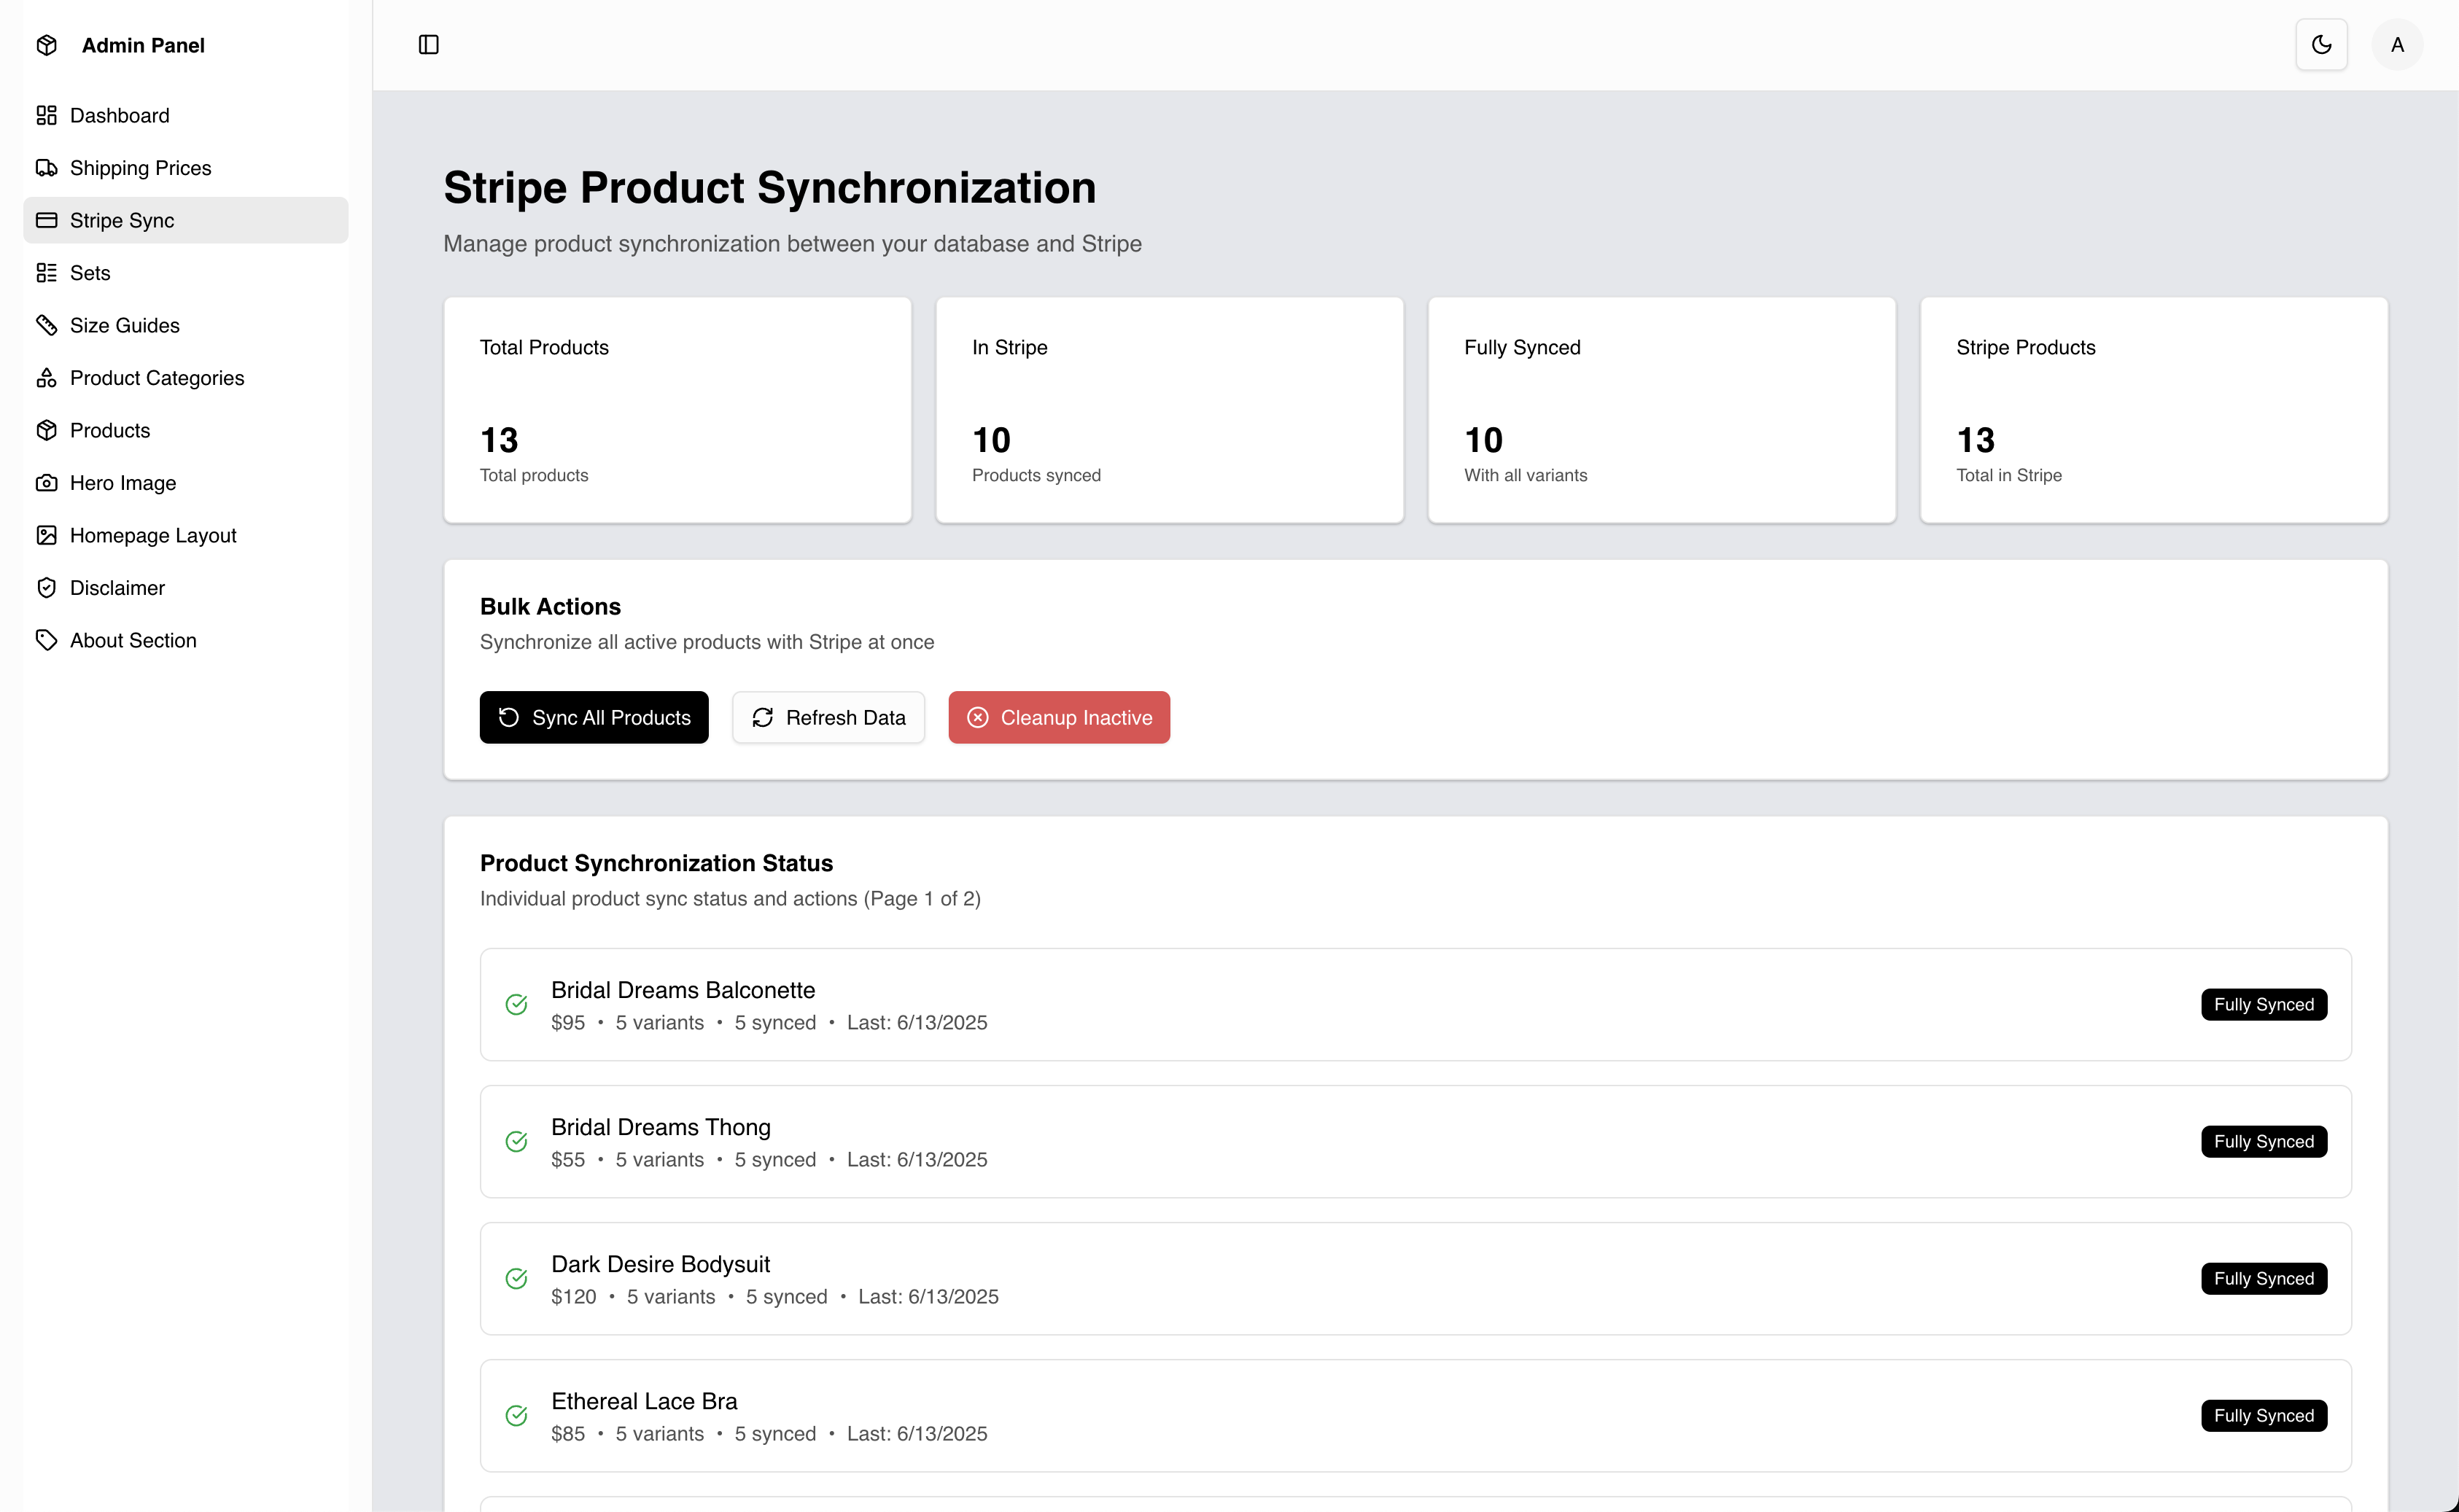 Admin Panel
Dashboard
Shipping Prices
Stripe Sync
Sets
Size Guides
Product Categories
Products
Hero Image
Homepage Layout
Disclaimer
About Section
A
Stripe Product Synchronization
Manage product synchronization between your database and Stripe
Total Products
13
Total products
In Stripe
10
Products synced
Fully Synced
10
With all variants
Stripe Products
13
Total in Stripe
Bulk Actions
Synchronize all active products with Stripe at once
Sync All Products
Refresh Data
Cleanup Inactive
Product Synchronization Status
Individual product sync status and actions (Page 1 of 2)
Bridal Dreams Balconette
$95 • 5 variants • 5 synced • Last: 6/13/2025
Fully Synced
Bridal Dreams Thong
$55 • 5 variants • 5 synced • Last: 6/13/2025
Fully Synced
Dark Desire Bodysuit
$120 • 5 variants • 5 synced • Last: 6/13/2025
Fully Synced
Ethereal Lace Bra
$85 • 5 variants • 5 synced • Last: 6/13/2025
Fully Synced